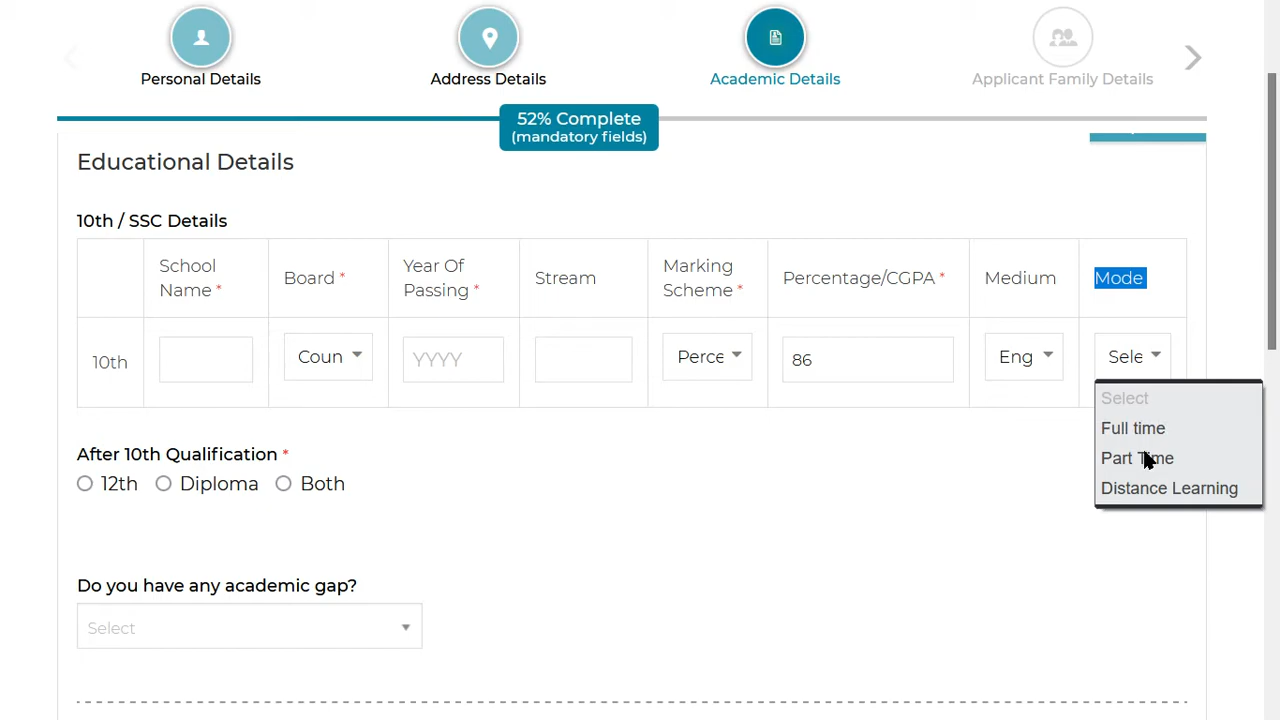 Personal Details
Address Details
Academic Details
Applicant Family Details
52% Complete
(mandatory fields)
Educational Details
10th / SSC Details
School Name *
Board *
Year Of Passing *
Stream
Marking Scheme *
Percentage/CGPA *
Medium
Mode
10th
Coun
YYYY
Perce
86
Eng
Sele
Select
Full time
Part Time
Distance Learning
After 10th Qualification *
12th
Diploma
Both
Do you have any academic gap?
Select